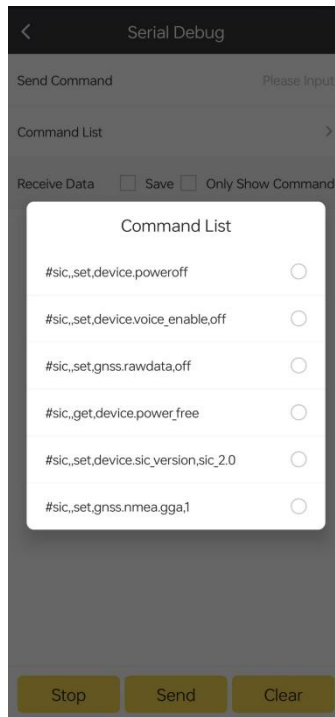 Serial Debug
Send Command Please Input
Command List
Receive Data Save Only Show Command
Command List
#sic,,set,device.poweroff
#sic,,set,device.voice_enable,off
#sic,,set,gnss.rawdata,off
#sic,,get,device.power_free
#sic,,set,device.sic_version,sic_2.0
#sic,,set,gnss.nmea.gga,1
Stop Send Clear